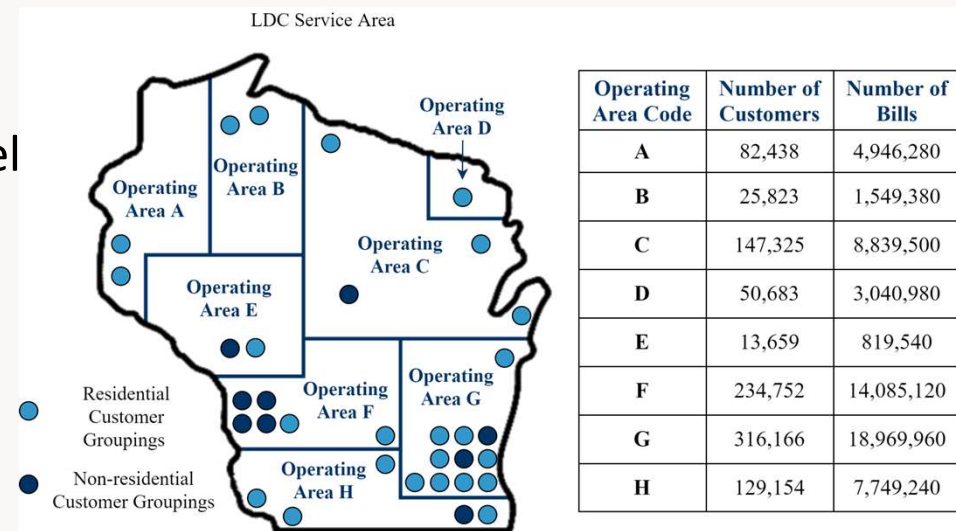 LDC Service Area
el
Operating
Area D
Operating
Area B
Operating
Area A
Operating
Area C
Operating
Area E
Operating
Area F
Operating
Area G
Operating
Area H
Residential
Customer
Groupings
Non-residential
Customer Groupings
Operating Area Code Number of Customers Number of Bills
A 82,438 4,946,280
B 25,823 1,549,380
C 147,325 8,839,500
D 50,683 3,040,980
E 13,659 819,540
F 234,752 14,085,120
G 316,166 18,969,960
H 129,154 7,749,240